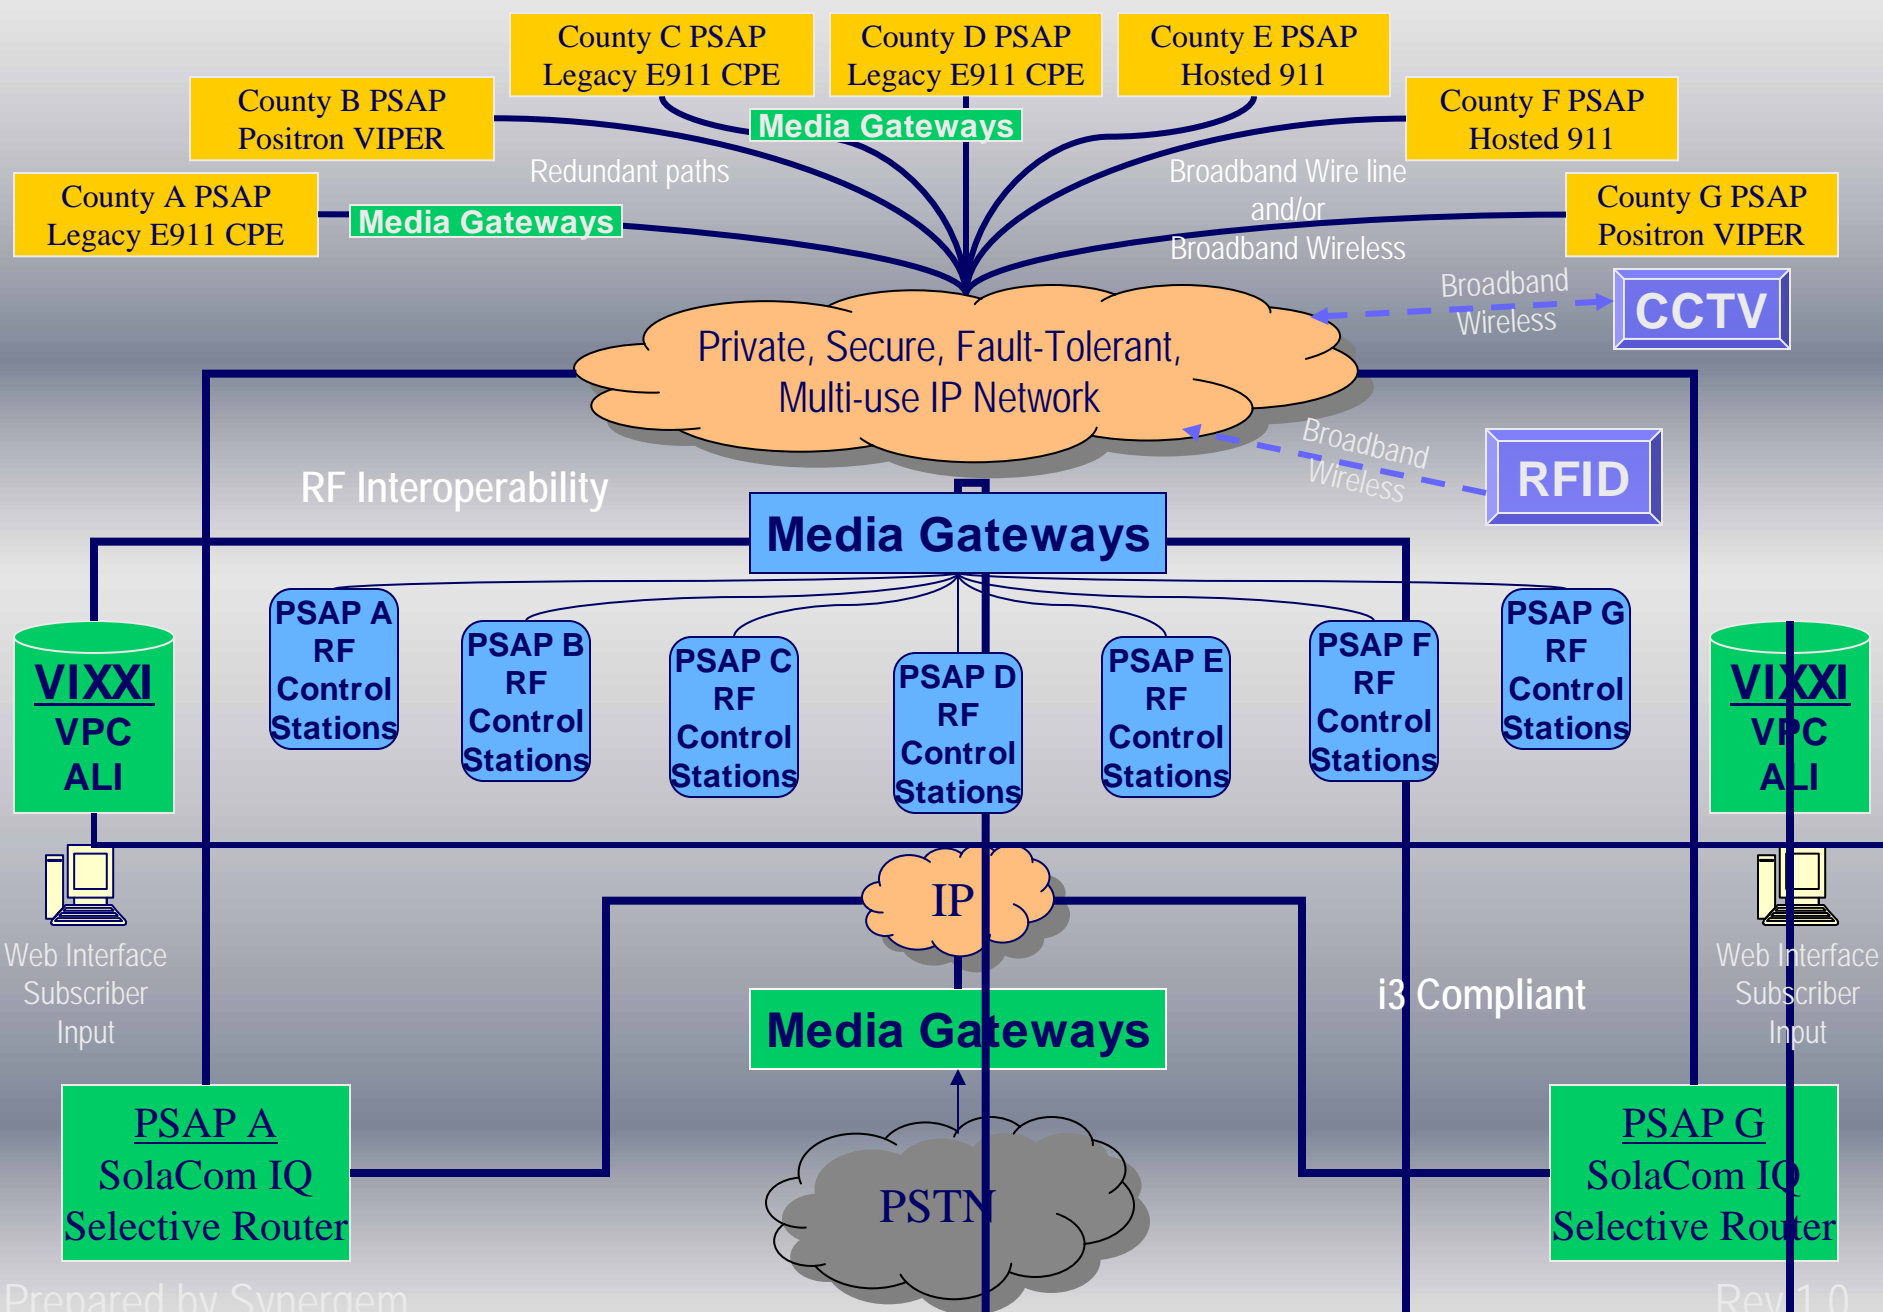 County C PSAP
Legacy E911 CPE
County D PSAP
Legacy E911 CPE
County E PSAP
Hosted 911
County B PSAP
Positron VIPER
County F PSAP
Hosted 911
Media Gateways
Redundant paths
Broadband Wire line
and/or
Broadband Wireless
County A PSAP
Legacy E911 CPE
Media Gateways
County G PSAP
Positron VIPER
Broadband
Wireless
CCTV
Private, Secure, Fault-Tolerant,
Multi-use IP Network
Broadband
Wireless
RFID
RF Interoperability
Media Gateways
PSAP A
RF
Control
Stations
PSAP B
RF
Control
Stations
PSAP C
RF
Control
Stations
PSAP D
RF
Control
Stations
PSAP E
RF
Control
Stations
PSAP F
RF
Control
Stations
PSAP G
RF
Control
Stations
VIXXI
VPC
ALI
VIXXI
VPC
ALI
IP
Web Interface
Subscriber
Input
Web Interface
Subscriber
Input
i3 Compliant
Media Gateways
PSAP A
SolaCom IQ
Selective Router
PSTN
PSAP G
SolaCom IQ
Selective Router
Prepared by Synergem
Rev 1.0